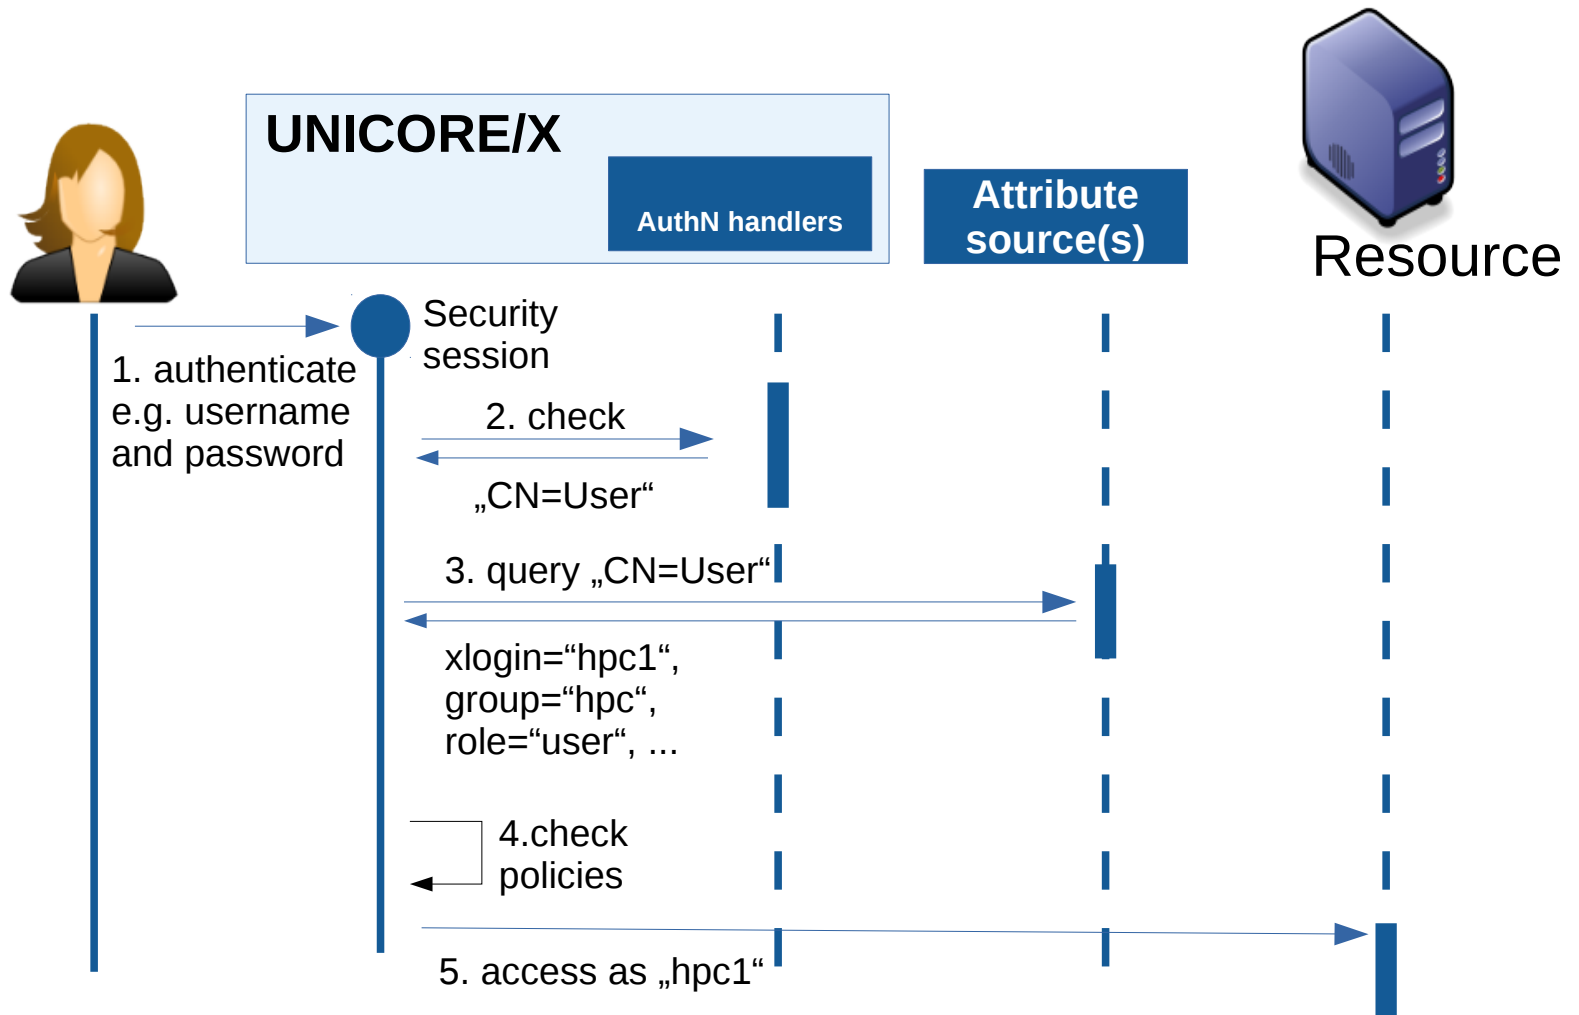 UNICORE/X
AuthN handlers
Attribute
source(s)
Resource
Security
session
1. authenticate
e.g. username
and password
2. check
„CN=User“
3. query „CN=User“
xlogin=“hpc1“,
group=“hpc“,
role=“user“, ...
4.check
policies
5. access as „hpc1“